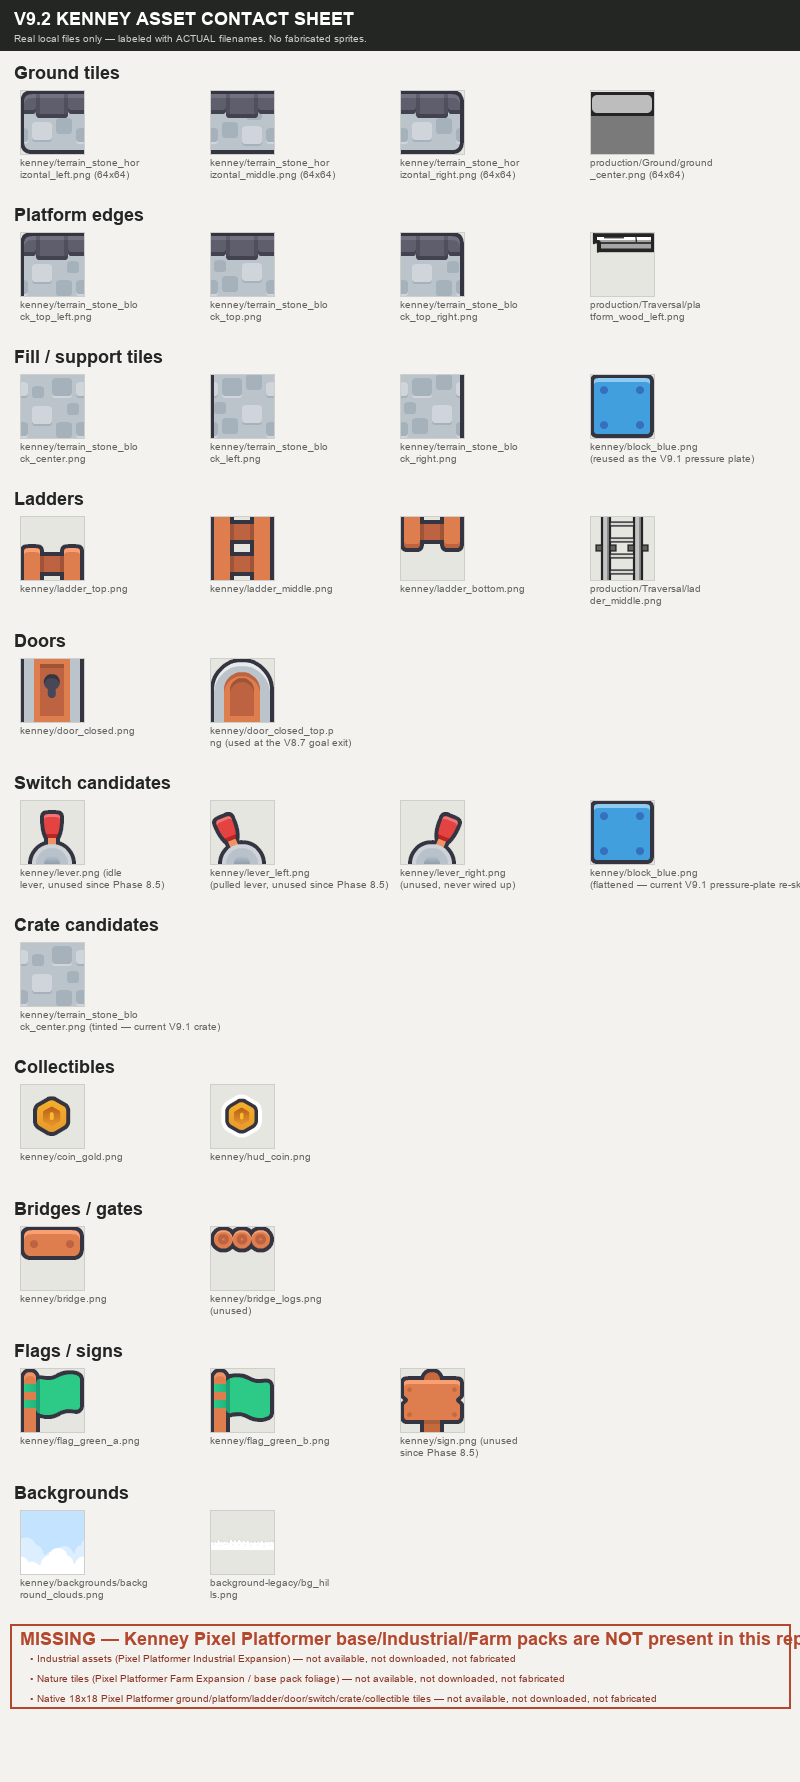 V9.2 KENNEY ASSET CONTACT SHEET
Real local files only — labeled with ACTUAL filenames. No fabricated sprites.
Ground tiles
kenney/terrain_stone_hor
izontal_left.png (64x64)
kenney/terrain_stone_hor
izontal_middle.png (64x64)
kenney/terrain_stone_hor
izontal_right.png (64x64)
production/Ground/ground
_center.png (64x64)
Platform edges
kenney/terrain_stone_blo
ck_top_left.png
kenney/terrain_stone_blo
ck_top.png
kenney/terrain_stone_blo
ck_top_right.png
production/Traversal/pla
tform_wood_left.png
Fill / support tiles
kenney/terrain_stone_blo
ck_center.png
kenney/terrain_stone_blo
ck_left.png
kenney/terrain_stone_blo
ck_right.png
kenney/block_blue.png
(reused as the V9.1 pressure plate)
Ladders
kenney/ladder_top.png
kenney/ladder_middle.png
kenney/ladder_bottom.png
production/Traversal/lad
der_middle.png
Doors
kenney/door_closed.png
kenney/door_closed_top.p
ng (used at the V8.7 goal exit)
Switch candidates
kenney/lever.png (idle
lever, unused since Phase 8.5)
kenney/lever_left.png
(pulled lever, unused since Phase 8.5)
kenney/lever_right.png
(unused, never wired up)
kenney/block_blue.png
(flattened — current V9.1 pressure-plate re-sk
Crate candidates
kenney/terrain_stone_blo
ck_center.png (tinted — current V9.1 crate)
Collectibles
kenney/coin_gold.png
kenney/hud_coin.png
Bridges / gates
kenney/bridge.png
kenney/bridge_logs.png
(unused)
Flags / signs
kenney/flag_green_a.png
kenney/flag_green_b.png
kenney/sign.png (unused
since Phase 8.5)
Backgrounds
kenney/backgrounds/backg
round_clouds.png
background-legacy/bg_hil
ls.png
MISSING — Kenney Pixel Platformer base/Industrial/Farm packs are NOT present in this rep
• Industrial assets (Pixel Platformer Industrial Expansion) — not available, not downloaded, not fabricated
• Nature tiles (Pixel Platformer Farm Expansion / base pack foliage) — not available, not downloaded, not fabricated
• Native 18x18 Pixel Platformer ground/platform/ladder/door/switch/crate/collectible tiles — not available, not downloaded, not fabricated